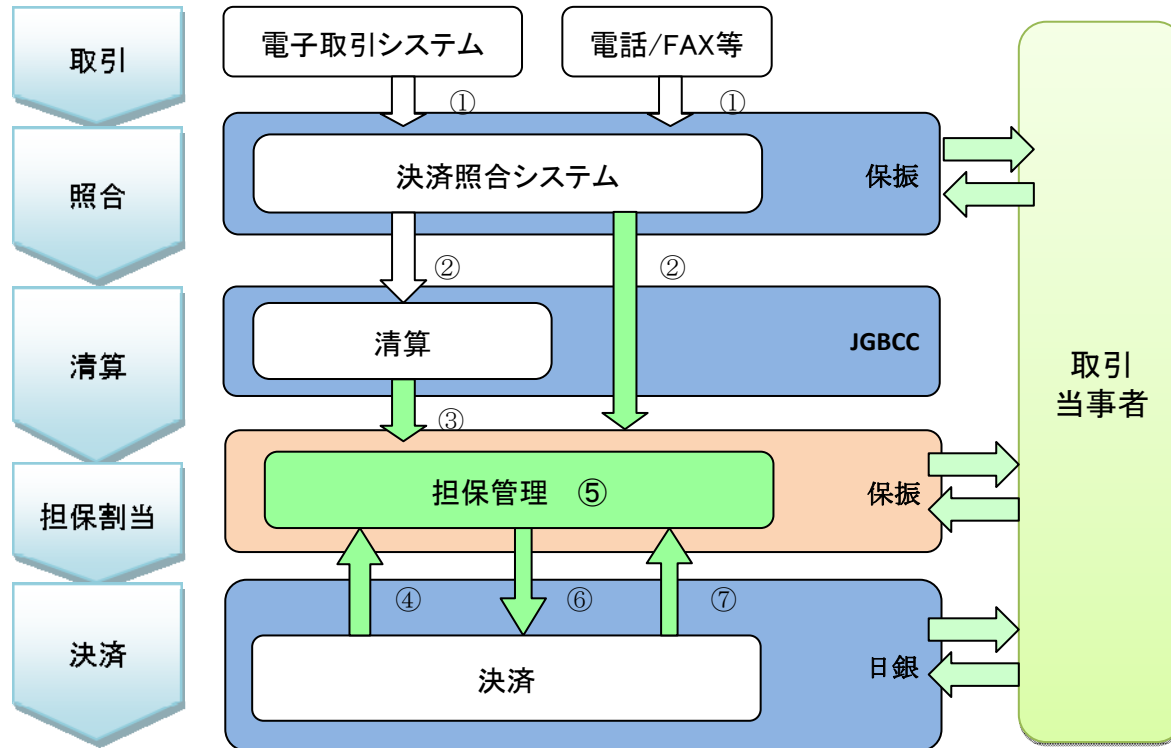 取引
電子取引システム
電話/FAX等
① ①
照合
決済照合システム
保振
② ②
清算
清算
JGBCC
③
取引
当事者
担保割当
担保管理 ⑤
保振
④ ⑥ ⑦
決済
決済
日銀